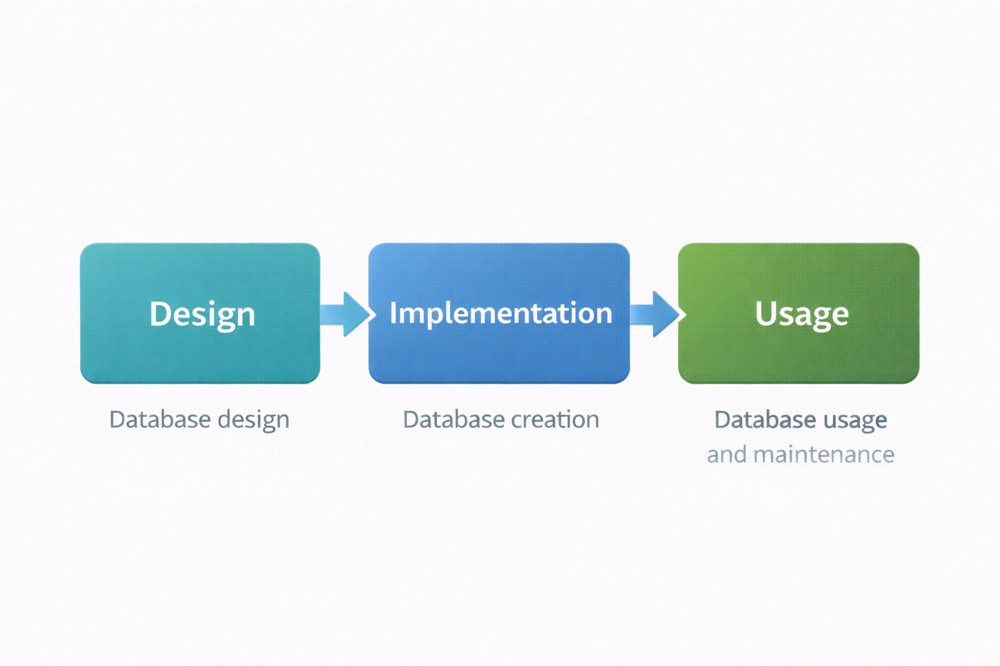 Design
Implementation
Usage
Database design
Database creation
Database usage
and maintenance